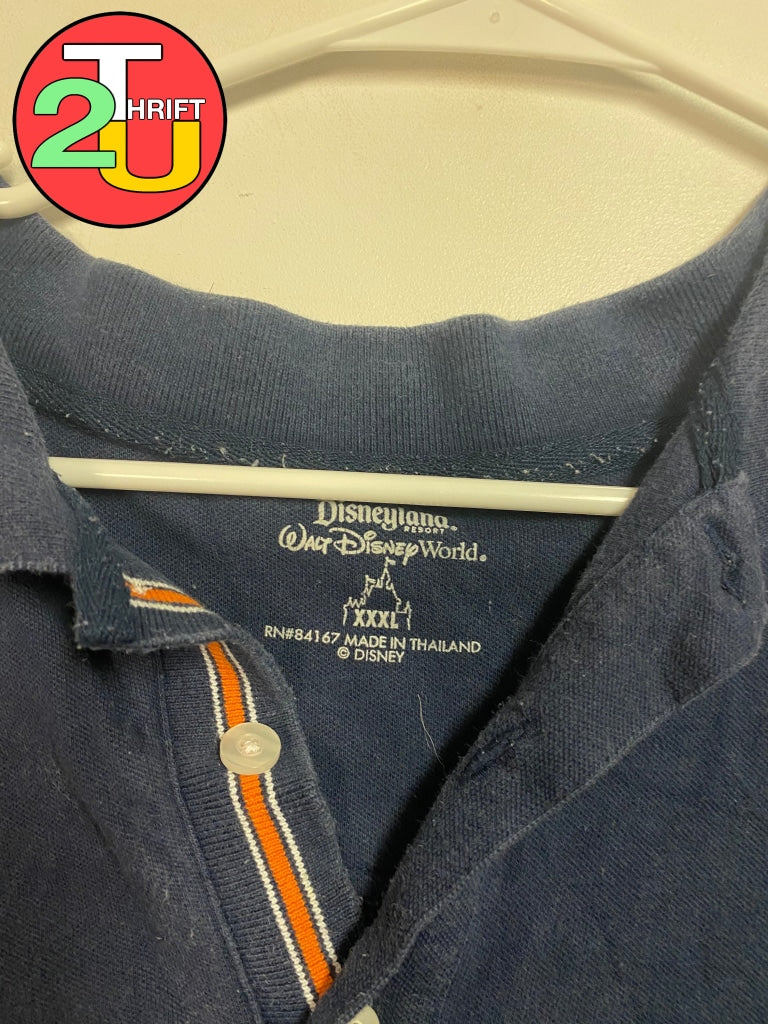 2 T HRIFT U
Disneyland
RESORT
Walt Disney World®
XXXL
RN#84167 MADE IN THAILAND
© DISNEY